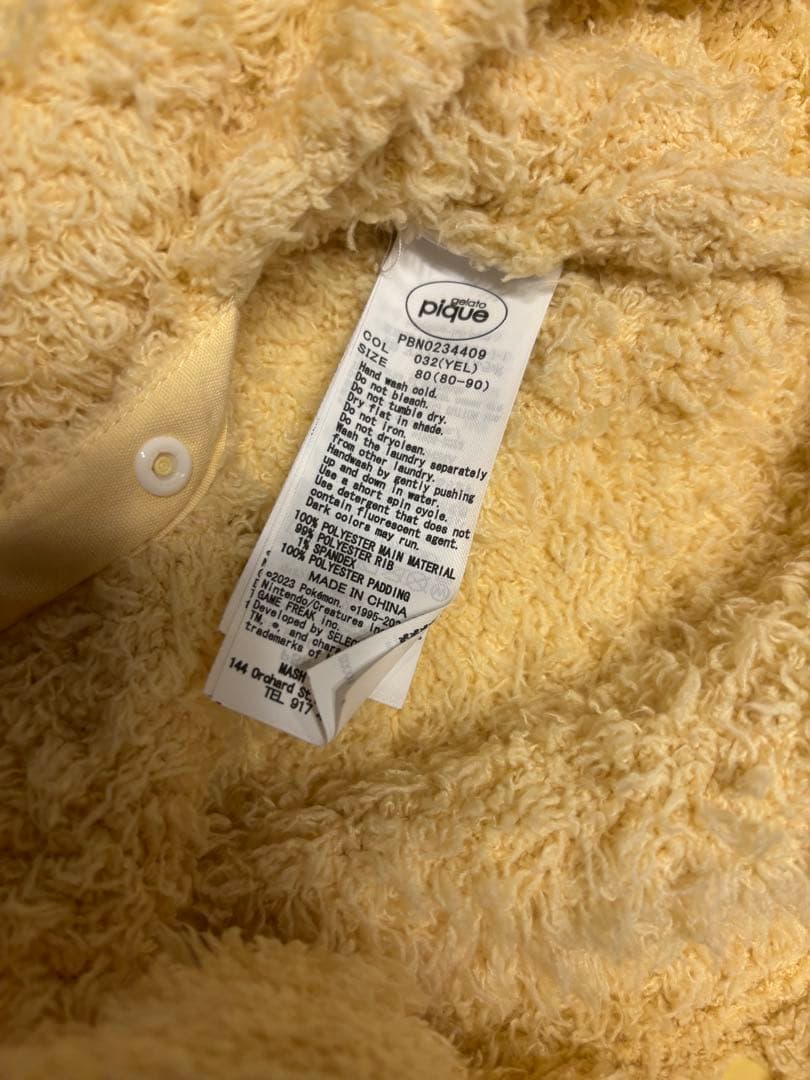 gelato
pique
PBN0234409
COL 032(YEL)
SIZE 80(80-90)
Hand wash cold.
Do not bleach.
Do not tumble dry.
Dry flat in shade.
Do not iron.
Do not dryclean.
Wash the laundry separately
from other laundry.
Handwash by gently pushing
up and down in water.
Use a short spin cycle.
Use detergent that does not
contain fluorescent agent.
Dark colors may run.
100% POLYESTER MAIN MATERIAL
99% POLYESTER RIB
1% SPANDEX
100% POLYESTER PADDING
MADE IN CHINA
©2023 Pokémon. ©1995-20
Nintendo/Creatures In
GAME FREAK inc.
Developed by SELEC
TM, ®, and char
trademarks of
MASH
144 Orchard St
TEL 917